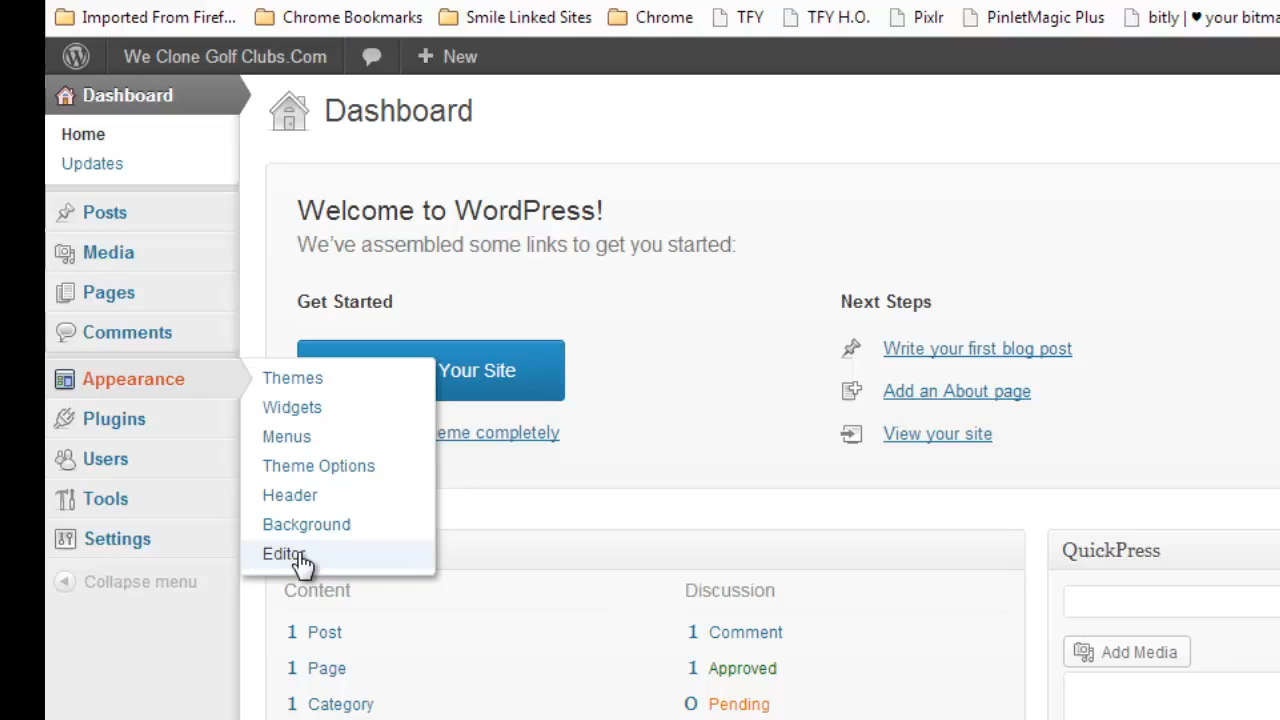 Imported From Firef... Chrome Bookmarks Smile Linked Sites Chrome TFY TFY H.O. Pixlr PinletMagic Plus bitly | ♥ your bitma
We Clone Golf Clubs.Com + New
Dashboard
Home
Updates
Posts
Media
Pages
Comments
Appearance
Plugins
Users
Tools
Settings
Collapse menu
Themes
Widgets
Menus
Theme Options
Header
Background
Editor
Dashboard
Welcome to WordPress!
We've assembled some links to get you started:
Get Started
Your Site
eme completely
Next Steps
Write your first blog post
Add an About page
View your site
Content
1 Post
1 Page
1 Category
Discussion
1 Comment
1 Approved
0 Pending
QuickPress
Add Media